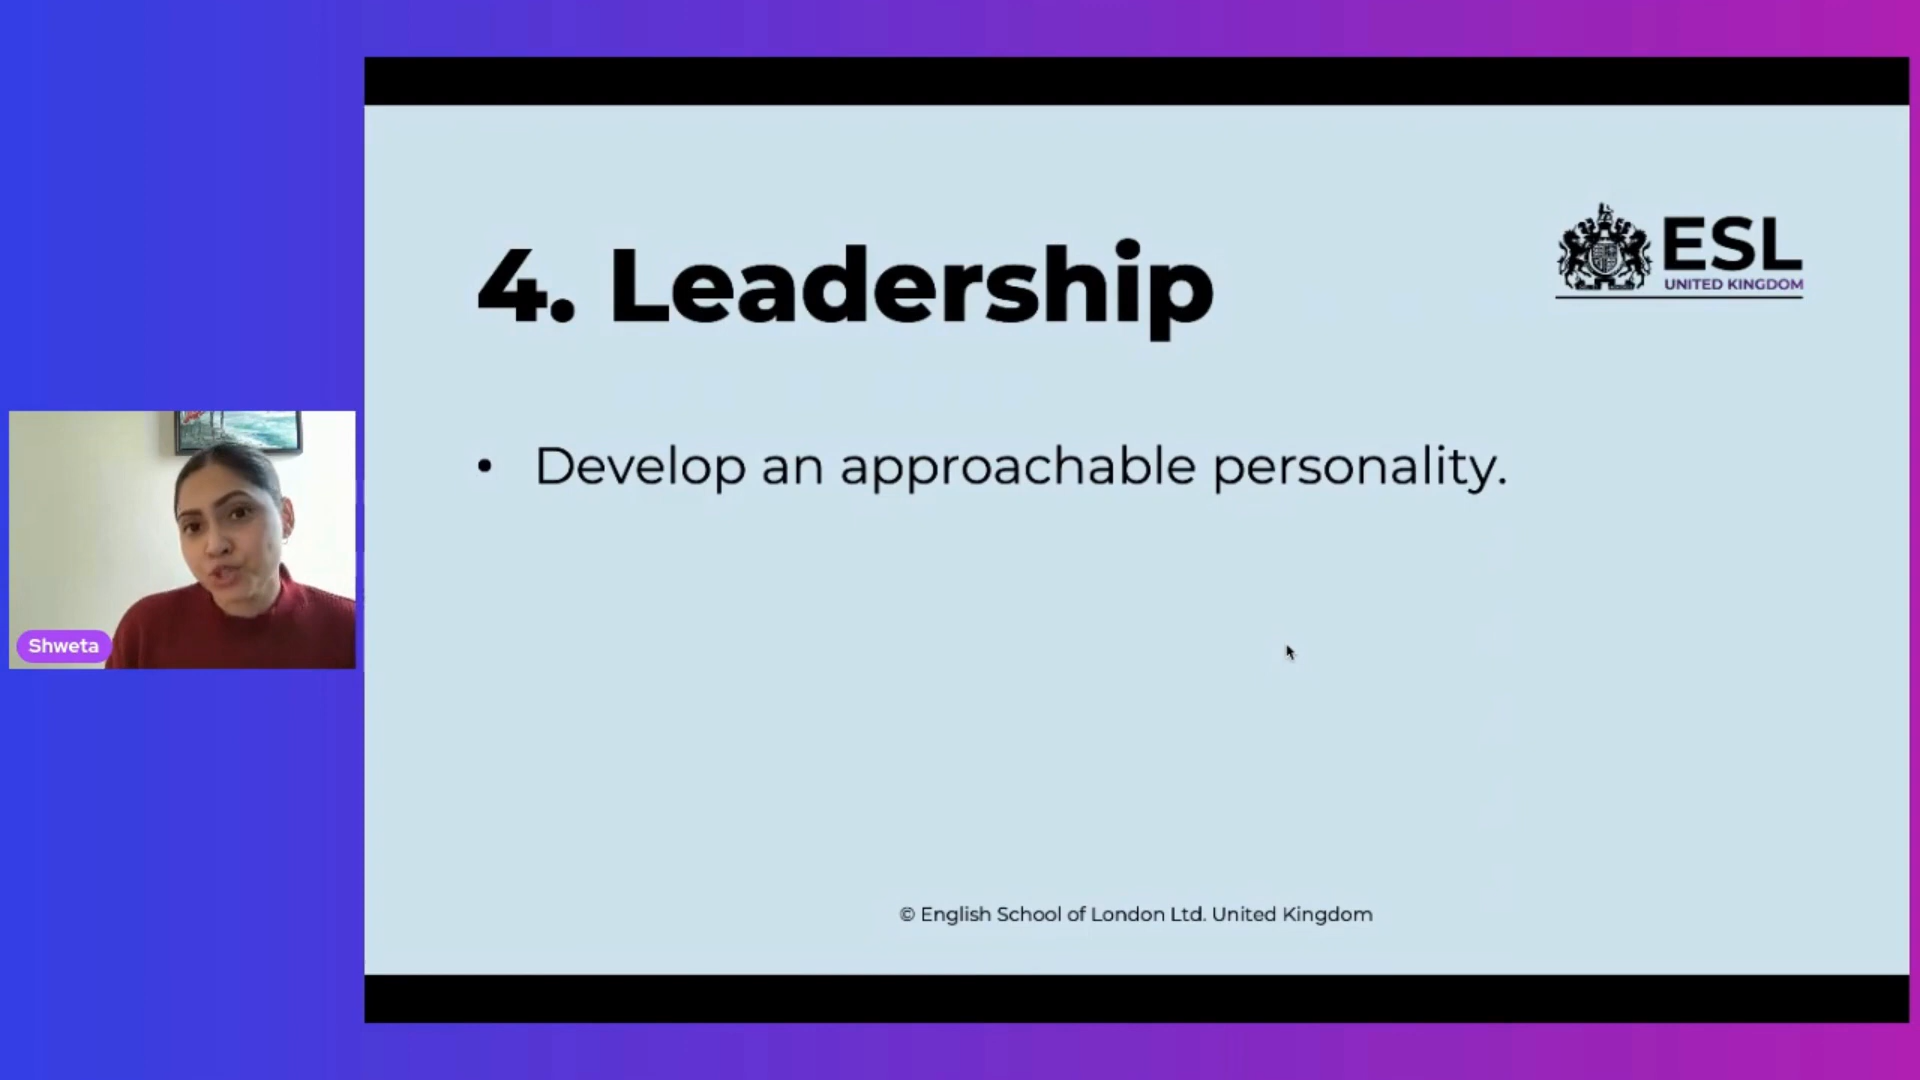 4. Leadership
ESL
UNITED KINGDOM
• Develop an approachable personality.
Shweta
© English School of London Ltd. United Kingdom